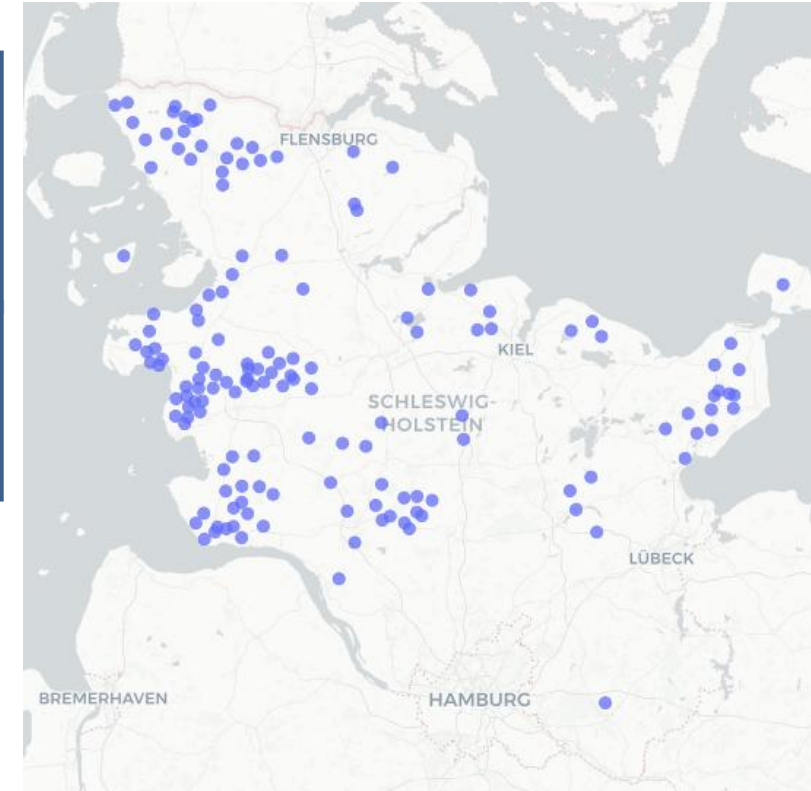 FLENSBURG
KIEL
SCHLESWIG-
HOLSTEIN
LÜBECK
BREMERHAVEN
HAMBURG